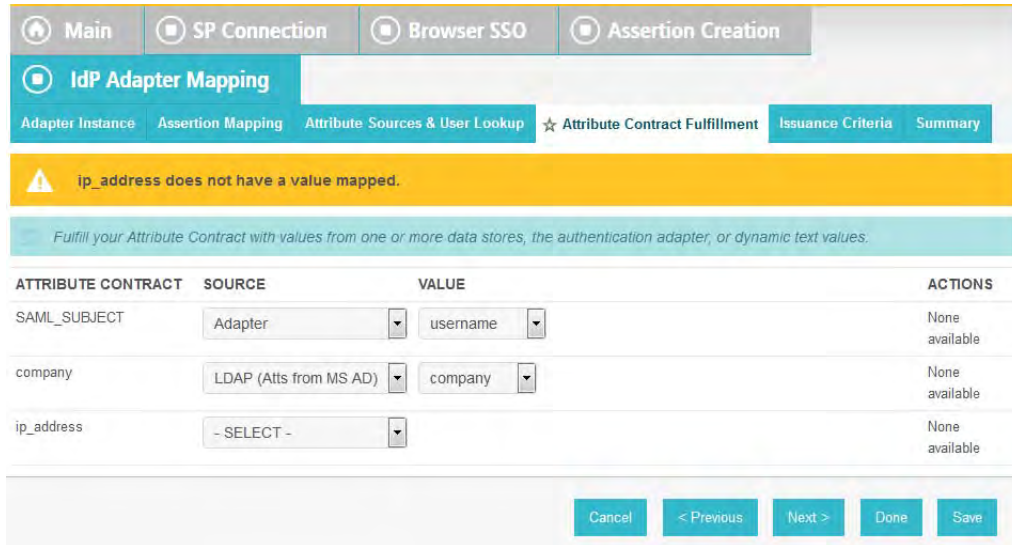 Main SP Connection Browser SSO Assertion Creation
IdP Adapter Mapping
Adapter Instance Assertion Mapping Attribute Sources & User Lookup Attribute Contract Fulfillment Issuance Criteria Summary
ip_address does not have a value mapped.
Fulfill your Attribute Contract with values from one or more data stores, the authentication adapter, or dynamic text values.
ATTRIBUTE CONTRACT SOURCE VALUE ACTIONS
SAML_SUBJECT Adapter username None available
company LDAP (Atts from MS AD) company None available
ip_address - SELECT - None available
Cancel < Previous Next > Done Save